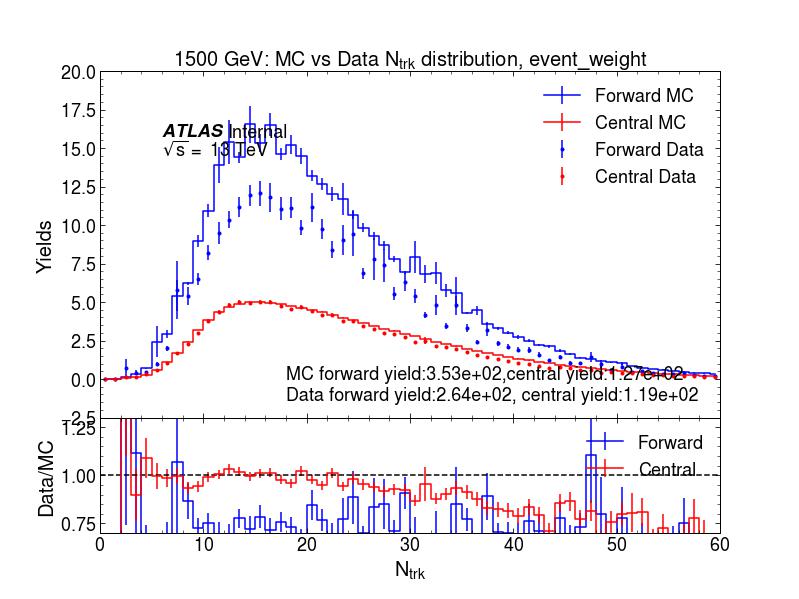 1500 GeV: MC vs Data N_trk distribution, event_weight
20.0
17.5
15.0
12.5
10.0
7.5
5.0
2.5
0.0
−2.5
Yields
ATLAS Internal
√s = 13 TeV
Forward MC
Central MC
Forward Data
Central Data
MC forward yield:3.53e+02,central yield:1.27e+02
Data forward yield:2.64e+02, central yield:1.19e+02
1.25
1.00
0.75
Data/MC
Forward
Central
0 10 20 30 40 50 60
N_trk